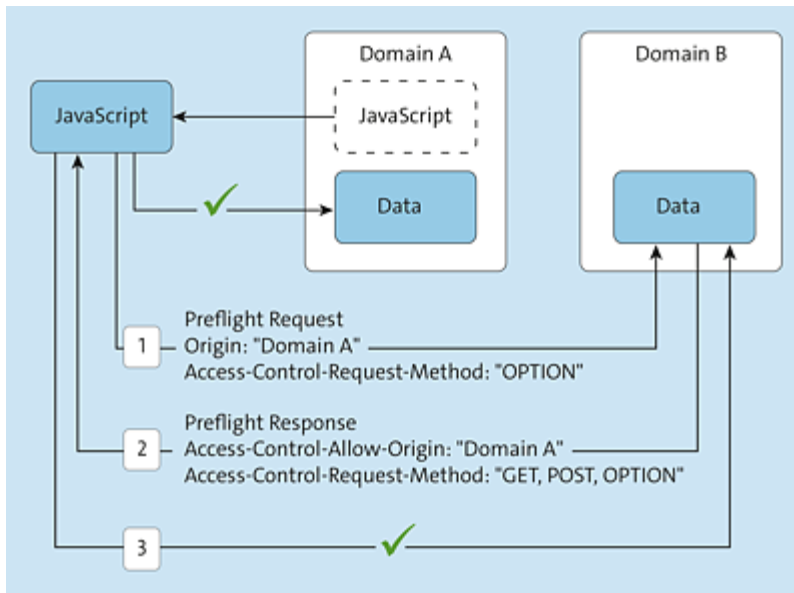 Domain A
Domain B
JavaScript
JavaScript
Data
Data
1
Preflight Request
Origin: "Domain A"
Access-Control-Request-Method: "OPTION"
2
Preflight Response
Access-Control-Allow-Origin: "Domain A"
Access-Control-Request-Method: "GET, POST, OPTION"
3